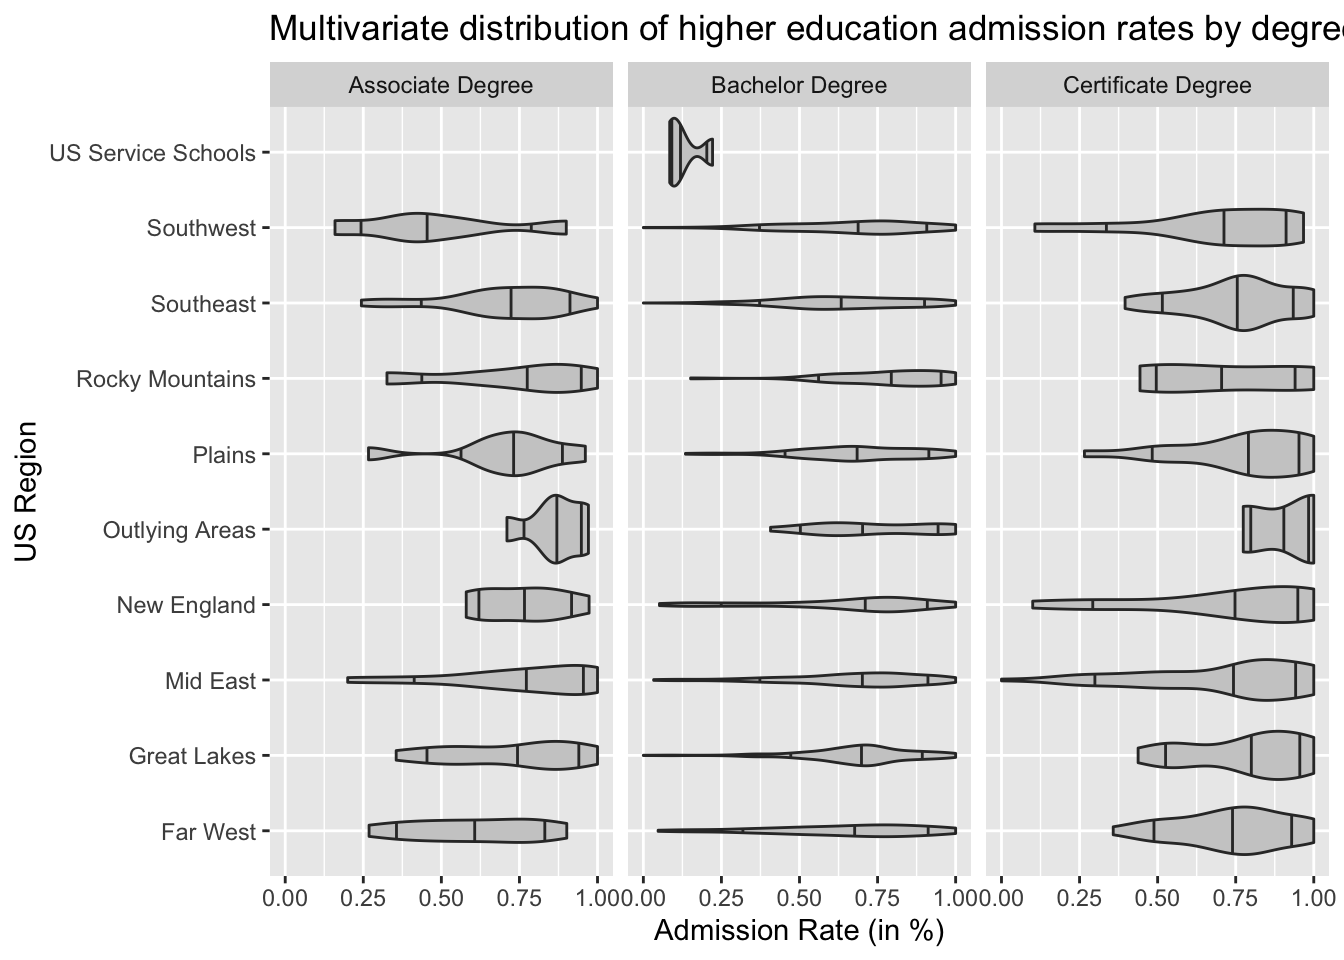 Multivariate distribution of higher education admission rates by degre
Associate Degree
Bachelor Degree
Certificate Degree
US Service Schools
Southwest
Southeast
Rocky Mountains
Plains
Outlying Areas
New England
Mid East
Great Lakes
Far West
US Region
0.00 0.25 0.50 0.75 1.00 0.00 0.25 0.50 0.75 1.00 0.00 0.25 0.50 0.75 1.00
Admission Rate (in %)